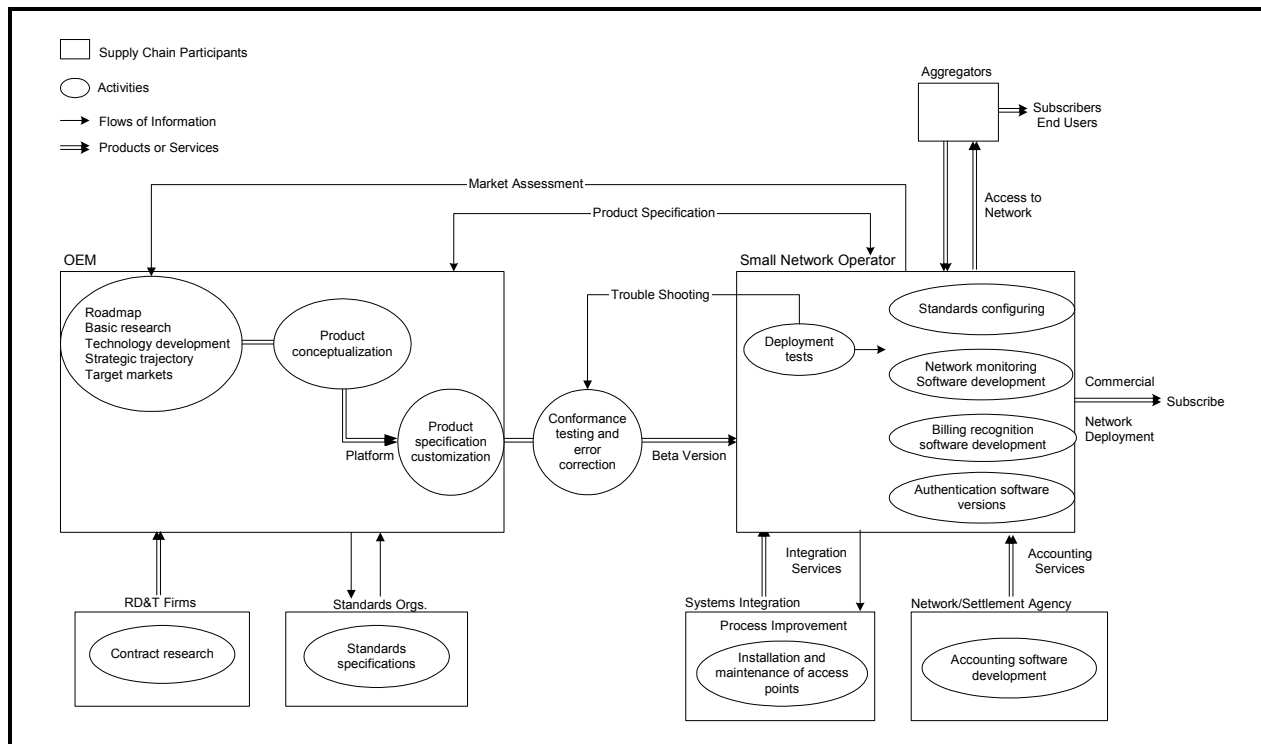 Supply Chain Participants
Activities
Flows of Information
Products or Services
Aggregators
Subscribers
End Users
Market Assessment
Access to
Network
Product Specification
OEM
Small Network Operator
Trouble Shooting
Roadmap
Basic research
Technology development
Strategic trajectory
Target markets
Product
conceptualization
Platform
Product
specification
customization
Conformance
testing and
error
correction
Beta Version
Deployment
tests
Standards configuring
Network monitoring
Software development
Billing recognition
software development
Authentication software
versions
Commercial
Subscribe
Network
Deployment
Integration
Services
Accounting
Services
RD&T Firms
Contract research
Standards Orgs.
Standards
specifications
Systems Integration
Process Improvement
Installation and
maintenance of access
points
Network/Settlement Agency
Accounting software
development